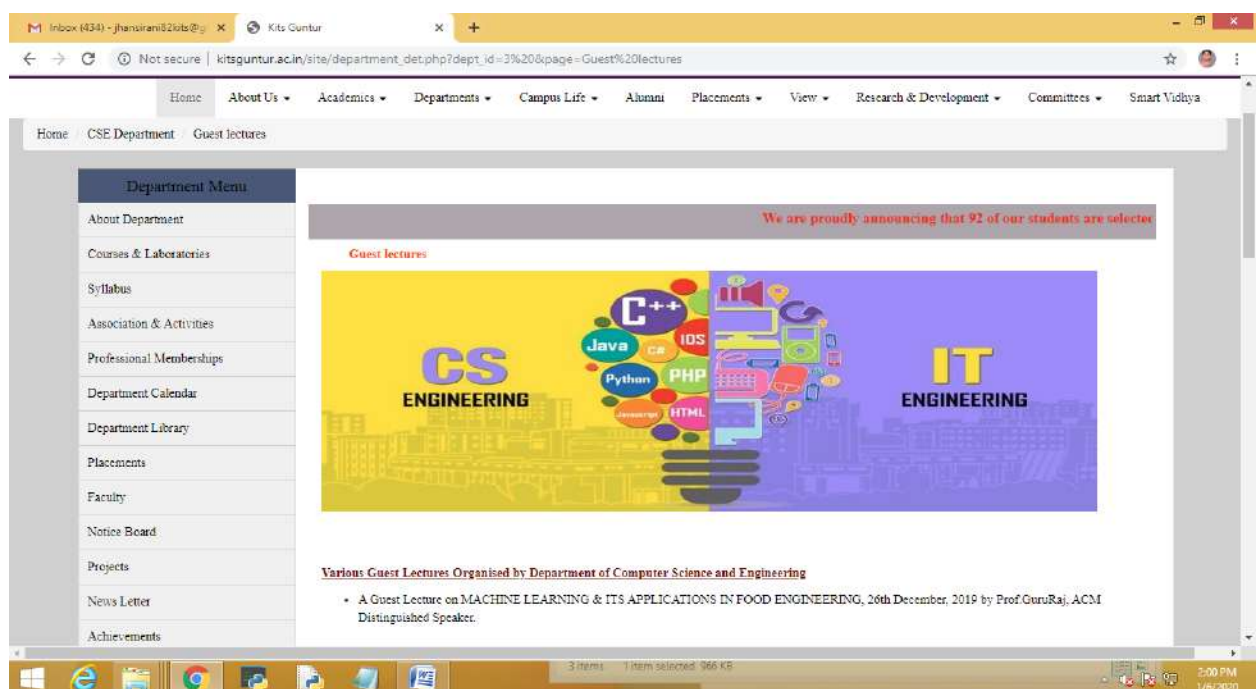 Inbox (434) - jhansirani82kits@g
Kits Guntur
Not secure | kitsguntur.ac.in/site/department_det.php?dept_id=3%20&page=Guest%20lectures
Home About Us Academics Departments Campus Life Alumni Placements View Research & Development Committees Smart Vidhya
Home / CSE Department / Guest lectures
Department Menu
About Department
Courses & Laboratories
Syllabus
Association & Activities
Professional Memberships
Department Calendar
Department Library
Placements
Faculty
Notice Board
Projects
News Letter
Achievements
We are proudly announcing that 92 of our students are selected
Guest lectures
CS
ENGINEERING
C++
Java
C#
IOS
Python
PHP
Javascript
HTML
IT
ENGINEERING
Various Guest Lectures Organised by Department of Computer Science and Engineering
• A Guest Lecture on MACHINE LEARNING & ITS APPLICATIONS IN FOOD ENGINEERING, 26th December, 2019 by Prof.GuruRaj, ACM
Distinguished Speaker.
3 items 1 item selected 966 KB
2:00 PM
1/6/2020